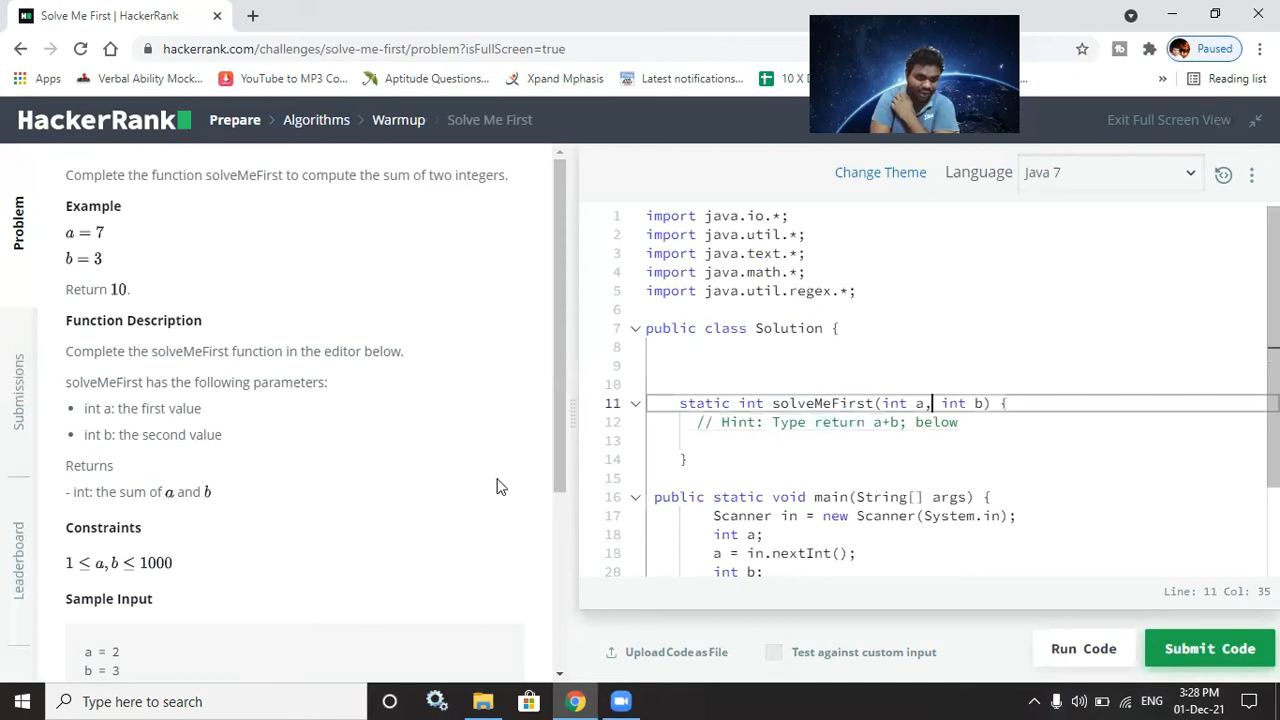 Solve Me First | HackerRank
hackerrank.com/challenges/solve-me-first/problem?isFullScreen=true
Paused
Apps
Verbal Ability Mock...
YouTube to MP3 Co...
Aptitude Questions...
Xpand Mphasis
Latest notifications...
10 X D
»
Reading list
HackerRank
Prepare
Algorithms
Warmup
Solve Me First
Exit Full Screen View
Problem
Submissions
Leaderboard
Complete the function solveMeFirst to compute the sum of two integers.
Example
a = 7
b = 3
Return 10.
Function Description
Complete the solveMeFirst function in the editor below.
solveMeFirst has the following parameters:
• int a: the first value
• int b: the second value
Returns
- int: the sum of a and b
Constraints
1 ≤ a, b ≤ 1000
Sample Input
a = 2
b = 3
Change Theme
Language
Java 7
1 import java.io.*;
2 import java.util.*;
3 import java.text.*;
4 import java.math.*;
5 import java.util.regex.*;
6
7 public class Solution {
8
9
10
11 static int solveMeFirst(int a, int b) {
12 // Hint: Type return a+b; below
13
14 }
15
16 public static void main(String[] args) {
17 Scanner in = new Scanner(System.in);
18 int a;
19 a = in.nextInt();
20 int b;
Line: 11 Col: 35
Upload Code as File
Test against custom input
Run Code
Submit Code
Type here to search
ENG
3:28 PM
01-Dec-21